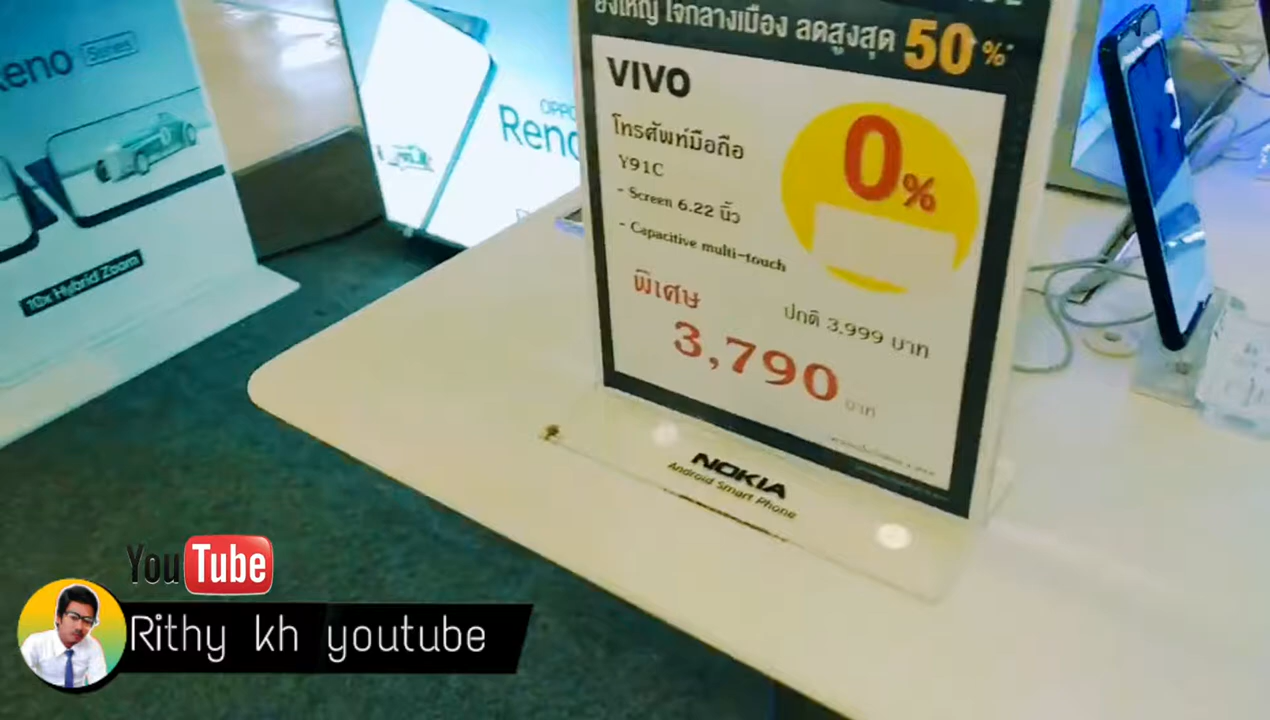 Reno Series
10x Hybrid Zoom
OPPO
Reno
ยิ่งใหญ่ ใจกลางเมือง ลดสูงสุด 50%*
VIVO
0%
โทรศัพท์มือถือ
Y91C
- Screen 6.22 นิ้ว
- Capacitive multi-touch
พิเศษ
ปกติ 3.999 บาท
3,790 บาท
NOKIA
Android Smart Phone
YouTube
Rithy kh youtube